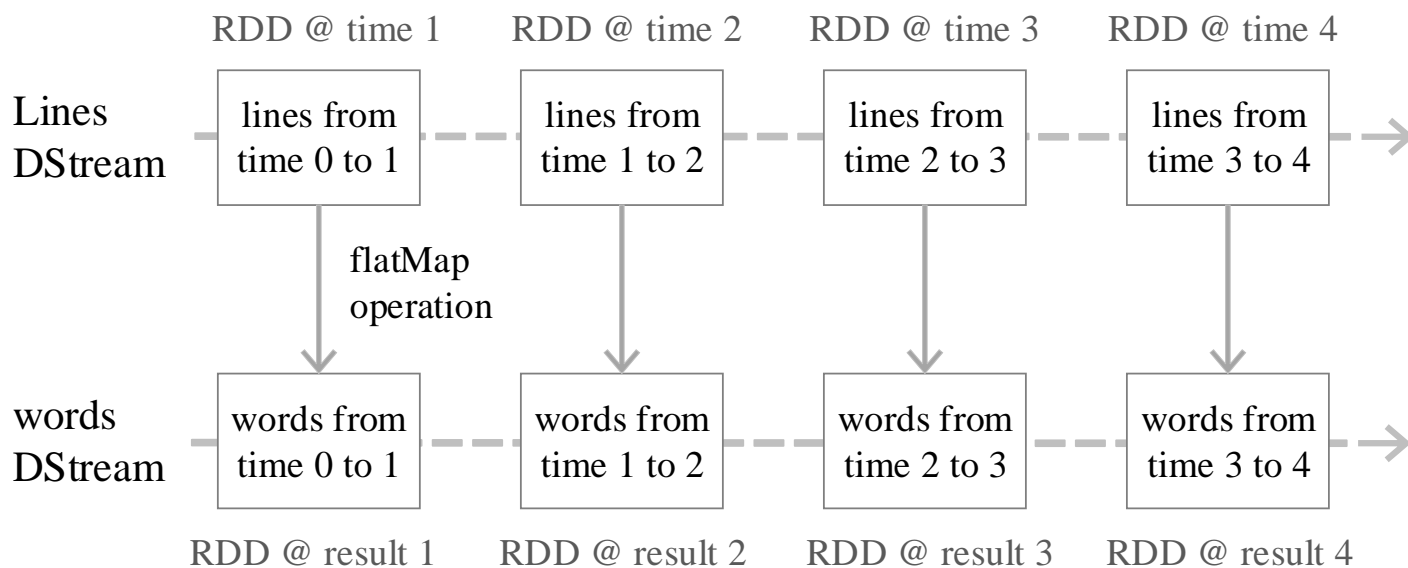 RDD @ time 1
RDD @ time 2
RDD @ time 3
RDD @ time 4
Lines
DStream
lines from
time 0 to 1
lines from
time 1 to 2
lines from
time 2 to 3
lines from
time 3 to 4
flatMap
operation
words
DStream
words from
time 0 to 1
words from
time 1 to 2
words from
time 2 to 3
words from
time 3 to 4
RDD @ result 1
RDD @ result 2
RDD @ result 3
RDD @ result 4